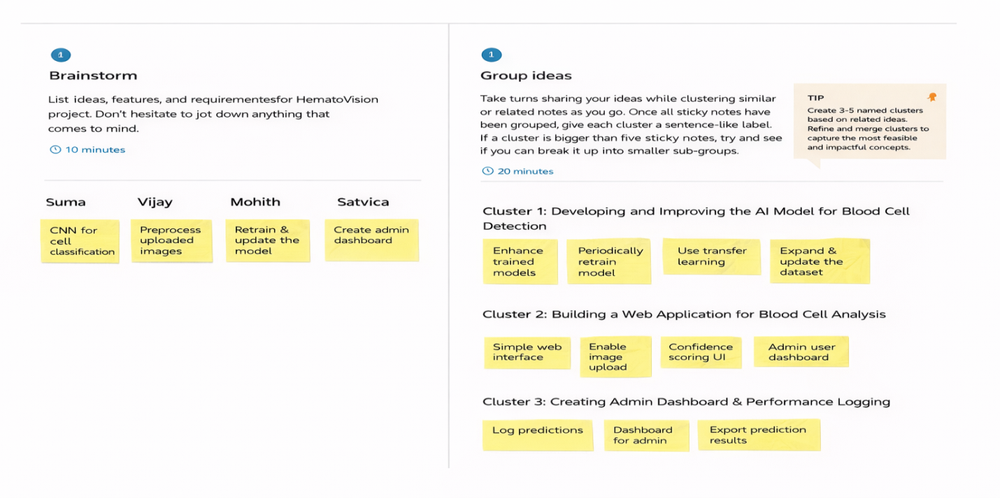 1
Brainstorm
List ideas, features, and requirementesfor HematoVision
project. Don't hesitate to jot down anything that
comes to mind.
10 minutes
Suma
Vijay
Mohith
Satvica
CNN for
cell
classification
Preprocess
uploaded
images
Retrain &
update the
model
Create admin
dashboard
1
Group ideas
Take turns sharing your ideas while clustering similar
or related notes as you go. Once all sticky notes have
been grouped, give each cluster a sentence-like label.
If a cluster is bigger than five sticky notes, try and see
if you can break it up into smaller sub-groups.
20 minutes
TIP
Create 3-5 named clusters
based on related ideas.
Refine and merge clusters to
capture the most feasible
and impactful concepts.
Cluster 1: Developing and Improving the AI Model for Blood Cell
Detection
Enhance
trained
models
Periodically
retrain
model
Use transfer
learning
Expand &
update the
dataset
Cluster 2: Building a Web Application for Blood Cell Analysis
Simple web
interface
Enable
image
upload
Confidence
scoring UI
Admin user
dashboard
Cluster 3: Creating Admin Dashboard & Performance Logging
Log predictions
Dashboard
for admin
Export prediction
results